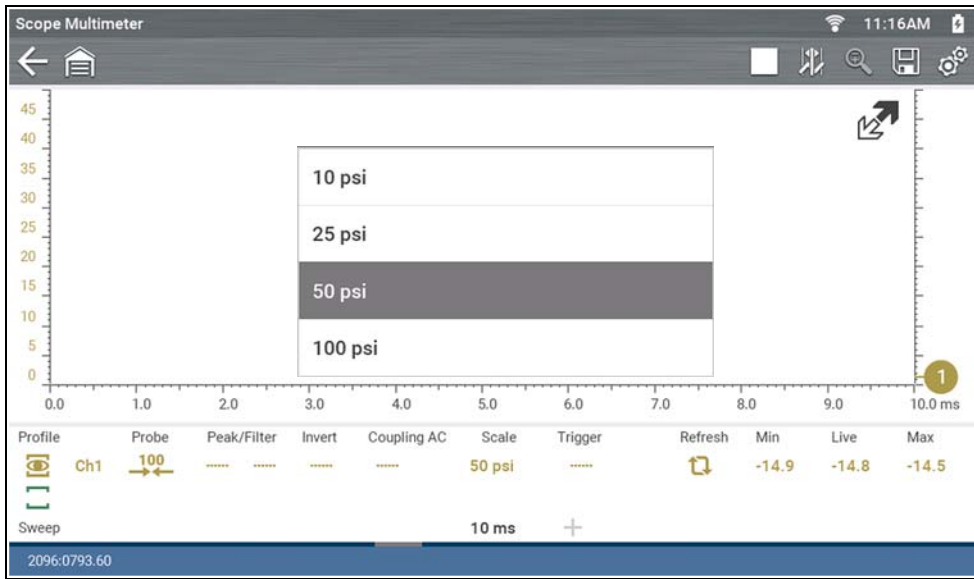 Scope Multimeter
11:16AM
45
40
35
30
25
20
15
10
5
0
10 psi
25 psi
50 psi
100 psi
1
0.0 1.0 2.0 3.0 4.0 5.0 6.0 7.0 8.0 9.0 10.0 ms
Profile Probe Peak/Filter Invert Coupling AC Scale Trigger Refresh Min Live Max
Ch1 100 ------ ------ ------ ------ 50 psi ------ -14.9 -14.8 -14.5
Sweep 10 ms
2096:0793.60